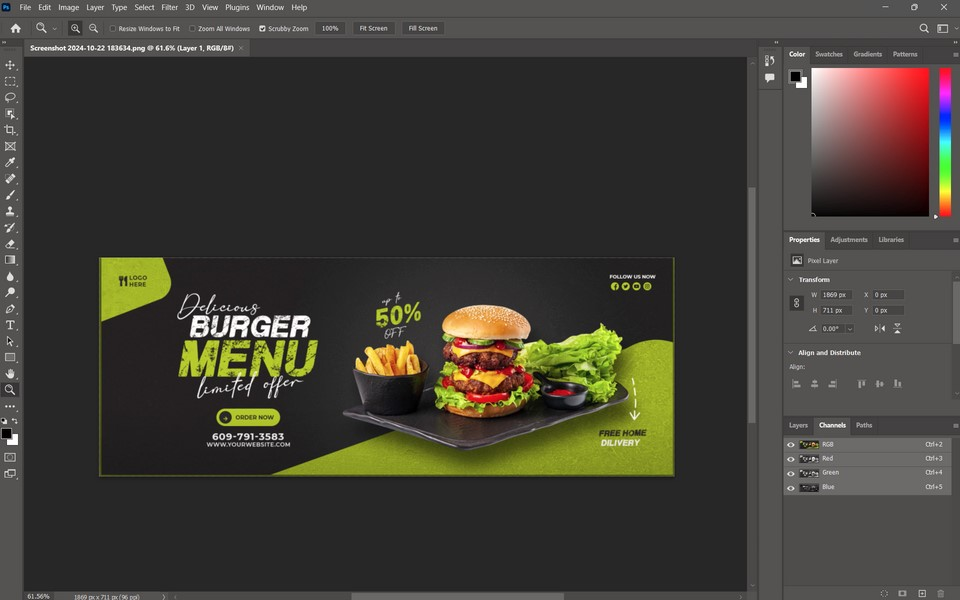 File Edit Image Layer Type Select Filter 3D View Plugins Window Help
Resize Windows to Fit Zoom All Windows Scrubby Zoom 100% Fit Screen Fill Screen
Screenshot 2024-10-22 183634.png @ 61.6% (Layer 1, RGB/8#) ×
LOGO
HERE
Delicious
BURGER
MENU
limited offer
ORDER NOW
609-791-3583
WWW.YOURWEBSITE.COM
up to
50%
OFF
FOLLOW US NOW
FREE HOME
DILIVERY
61.56% 1869 px x 711 px (96 ppi)
Color Swatches Gradients Patterns
Properties Adjustments Libraries
Pixel Layer
Transform
W 1869 px X 0 px
H 711 px Y 0 px
0.00°
Align and Distribute
Align:
Layers Channels Paths
RGB Ctrl+2
Red Ctrl+3
Green Ctrl+4
Blue Ctrl+5